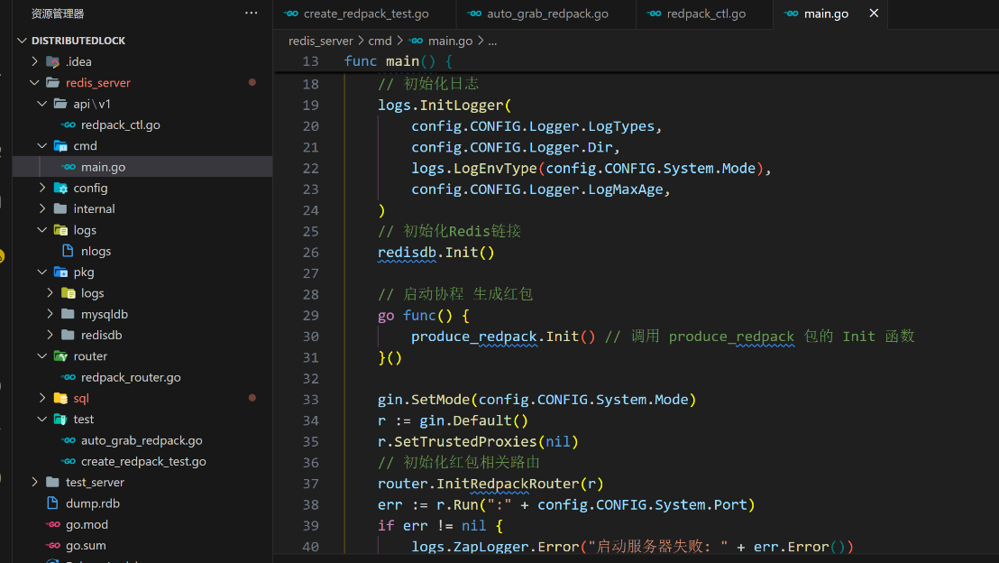 资源管理器
···
DISTRIBUTEDLOCK
.idea
redis_server
api\v1
redpack_ctl.go
cmd
main.go
config
internal
logs
nlogs
pkg
logs
mysqldb
redisdb
router
redpack_router.go
sql
test
auto_grab_redpack.go
create_redpack_test.go
test_server
dump.rdb
go.mod
go.sum
create_redpack_test.go auto_grab_redpack.go redpack_ctl.go main.go
redis_server > cmd > main.go > ...
13 func main() {
18 // 初始化日志
19 logs.InitLogger(
20 config.CONFIG.Logger.LogTypes,
21 config.CONFIG.Logger.Dir,
22 logs.LogEnvType(config.CONFIG.System.Mode),
23 config.CONFIG.Logger.LogMaxAge,
24 )
25 // 初始化Redis链接
26 redisdb.Init()
27
28 // 启动协程 生成红包
29 go func() {
30 produce_redpack.Init() // 调用 produce_redpack 包的 Init 函数
31 }()
32
33 gin.SetMode(config.CONFIG.System.Mode)
34 r := gin.Default()
35 r.SetTrustedProxies(nil)
36 // 初始化红包相关路由
37 router.InitRedpackRouter(r)
38 err := r.Run(":" + config.CONFIG.System.Port)
39 if err != nil {
40 logs.ZapLogger.Error("启动服务器失败: " + err.Error())